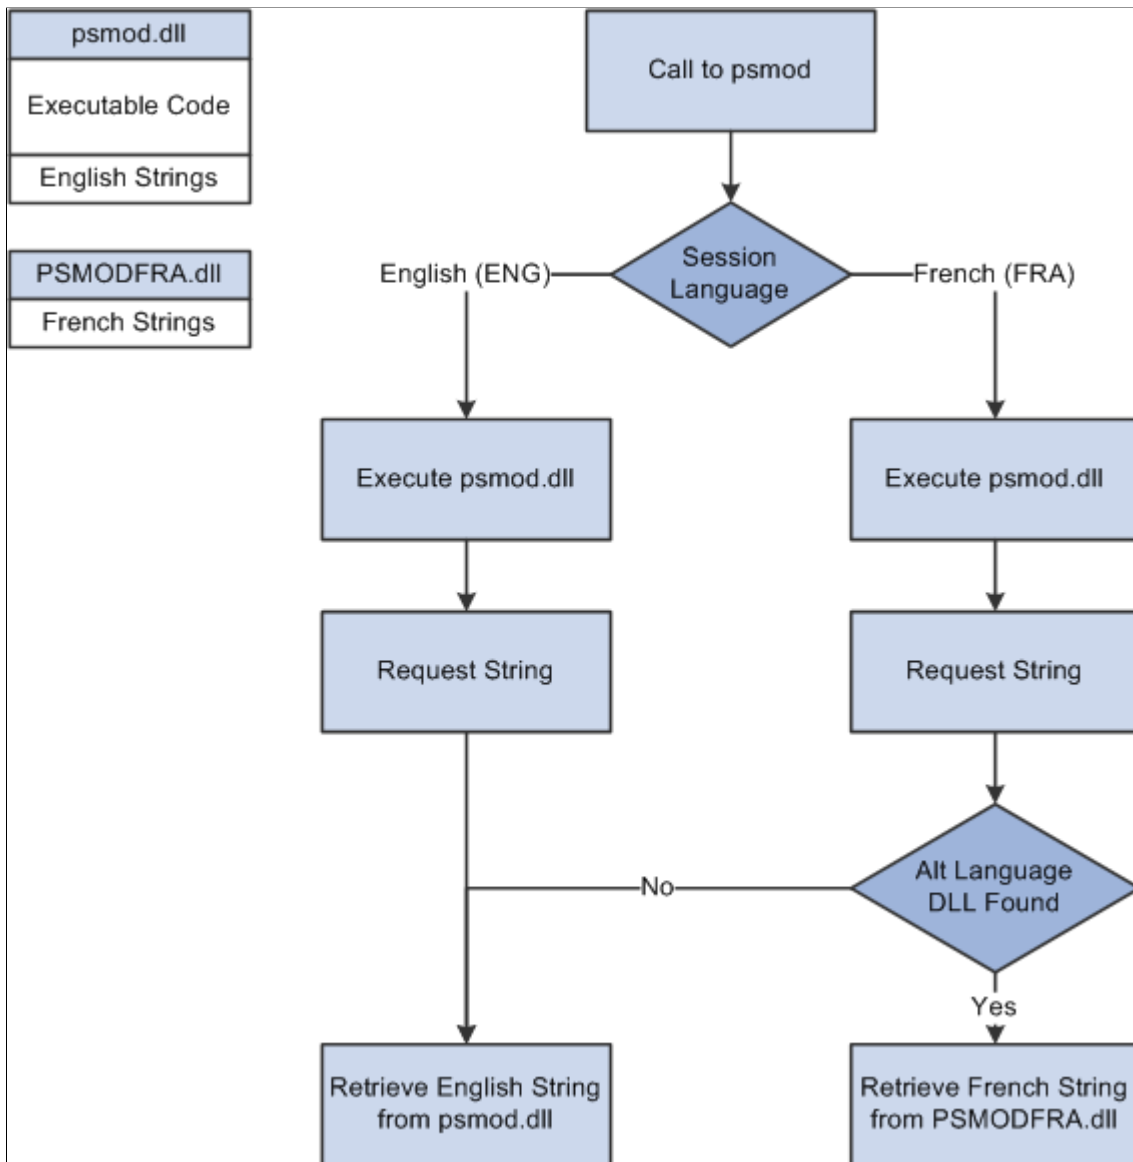 psmod.dll
Executable Code
English Strings
PSMODFRA.dll
French Strings
Call to psmod
Session
Language
English (ENG)
French (FRA)
Execute psmod.dll
Execute psmod.dll
Request String
Request String
Alt Language
DLL Found
No
Yes
Retrieve English String
from psmod.dll
Retrieve French String
from PSMODFRA.dll